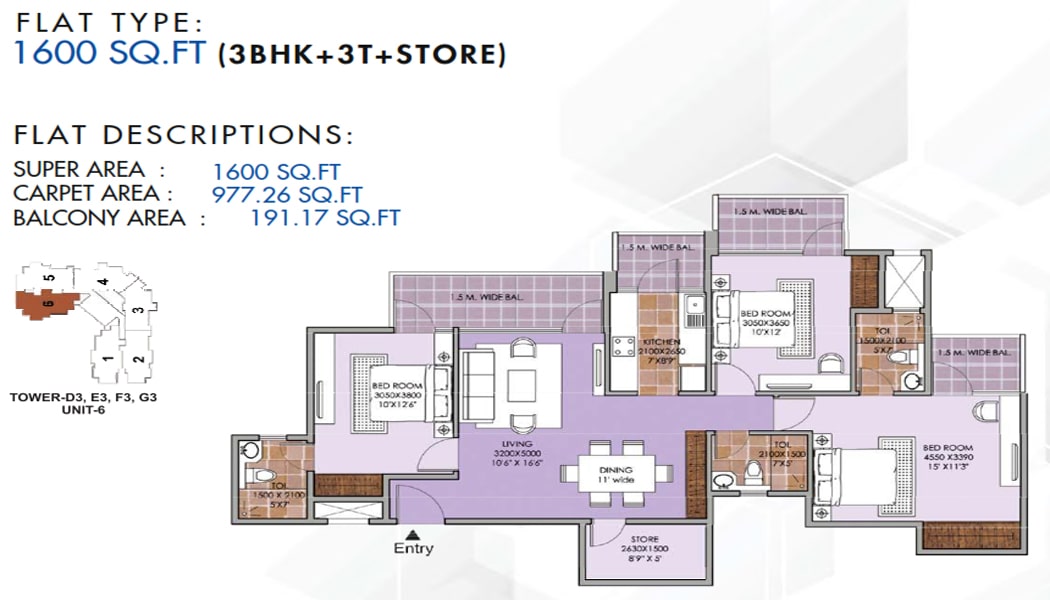 FLAT TYPE:
1600 SQ.FT (3BHK+3T+STORE)
FLAT DESCRIPTIONS:
SUPER AREA : 1600 SQ.FT
CARPET AREA : 977.26 SQ.FT
BALCONY AREA : 191.17 SQ.FT
5
4
6
3
1
2
TOWER-D3, E3, F3, G3
UNIT-6
1.5 M. WIDE BAL.
1.5 M. WIDE BAL.
1.5 M. WIDE BAL.
1.5 M. WIDE BAL.
BED ROOM
3050X3650
10'X12'
TOI.
1500X2100
5'X7'
KITCHEN
2100X2650
7'X8'9"
BED ROOM
3050X3800
10'X12'6"
LIVING
3200X5000
10'6" X 16'6"
DINING
11' wide
TOI.
2100X1500
7'X5'
BED ROOM
4550 X3390
15' X11'3"
TOI.
1500 X 2100
5'X7'
STORE
2630X1500
8'9" X 5'
Entry